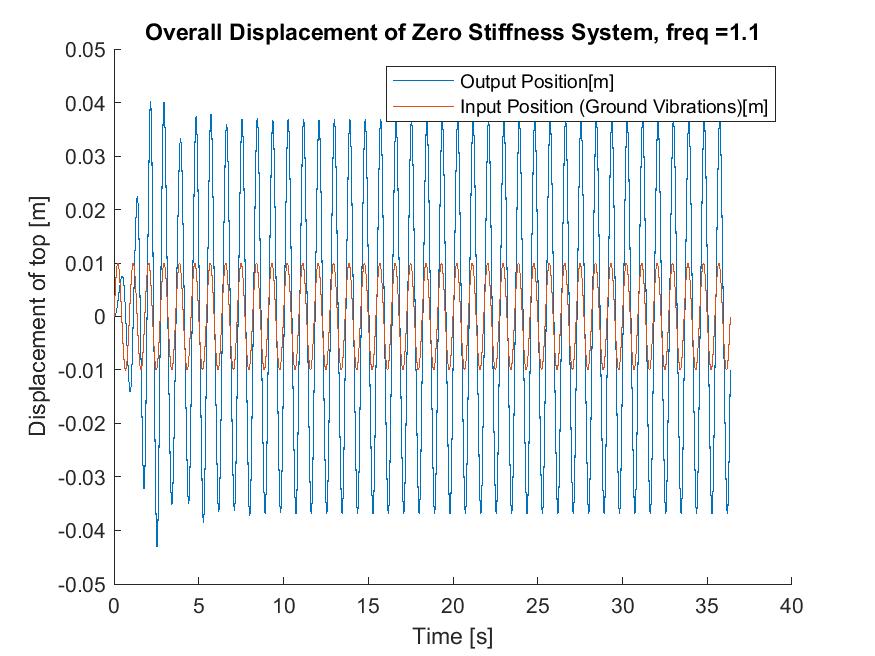 Overall Displacement of Zero Stiffness System, freq =1.1
0.05
Output Position[m]
Input Position (Ground Vibrations)[m]
0.04
0.03
0.02
0.01
0
-0.01
-0.02
-0.03
-0.04
-0.05
Displacement of top [m]
0 5 10 15 20 25 30 35 40
Time [s]